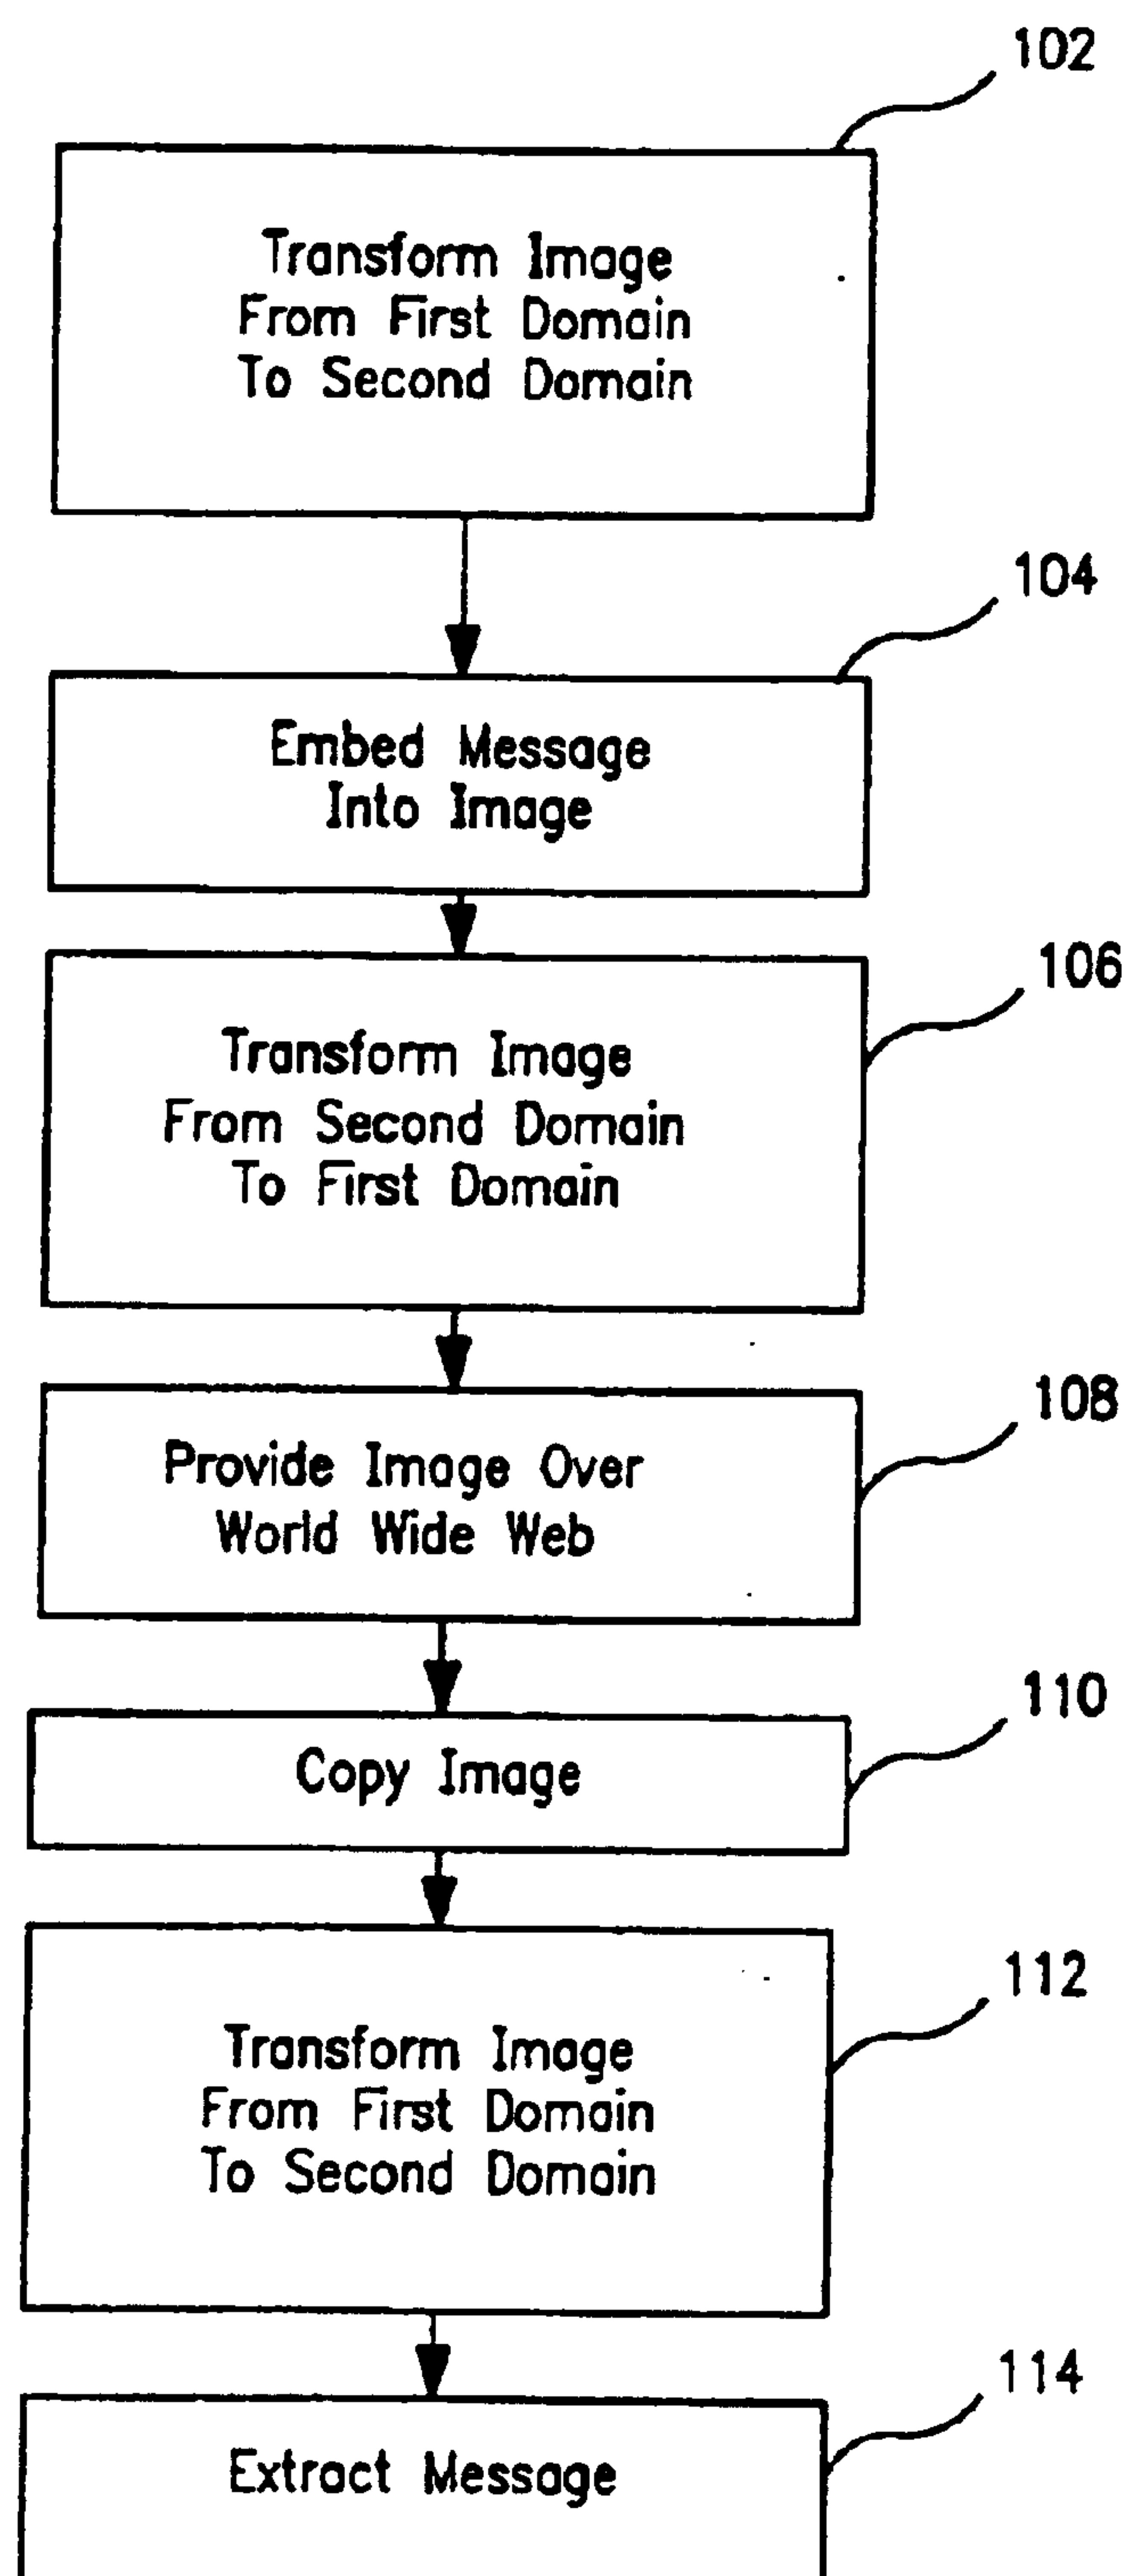 102
Transform Image
From First Domain
To Second Domain
104
Embed Message
Into Image
106
Transform Image
From Second Domain
To First Domain
108
Provide Image Over
World Wide Web
110
Copy Image
112
Transform Image
From First Domain
To Second Domain
114
Extract Message